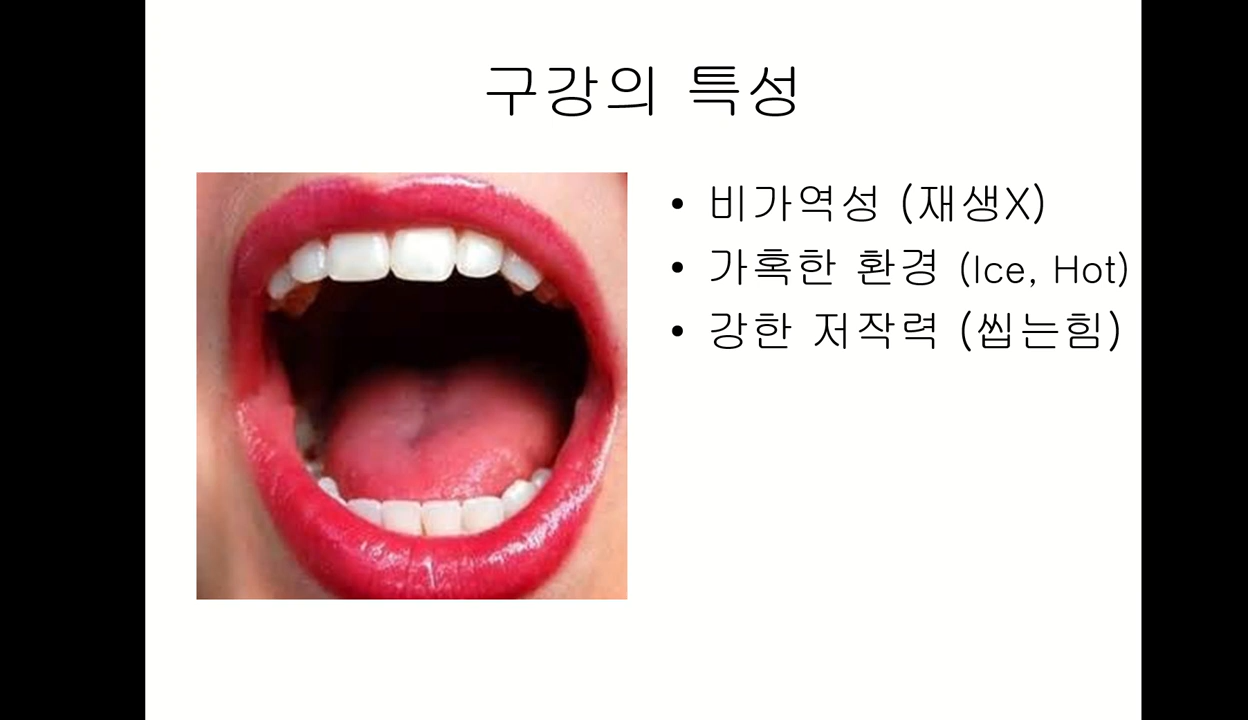 구강의 특성
• 비가역성 (재생X)
• 가혹한 환경 (Ice, Hot)
• 강한 저작력 (씹는힘)